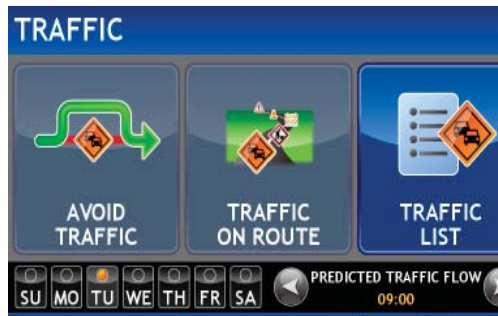 TRAFFIC
AVOID TRAFFIC
TRAFFIC ON ROUTE
TRAFFIC LIST
SU MO TU WE TH FR SA
PREDICTED TRAFFIC FLOW
09:00